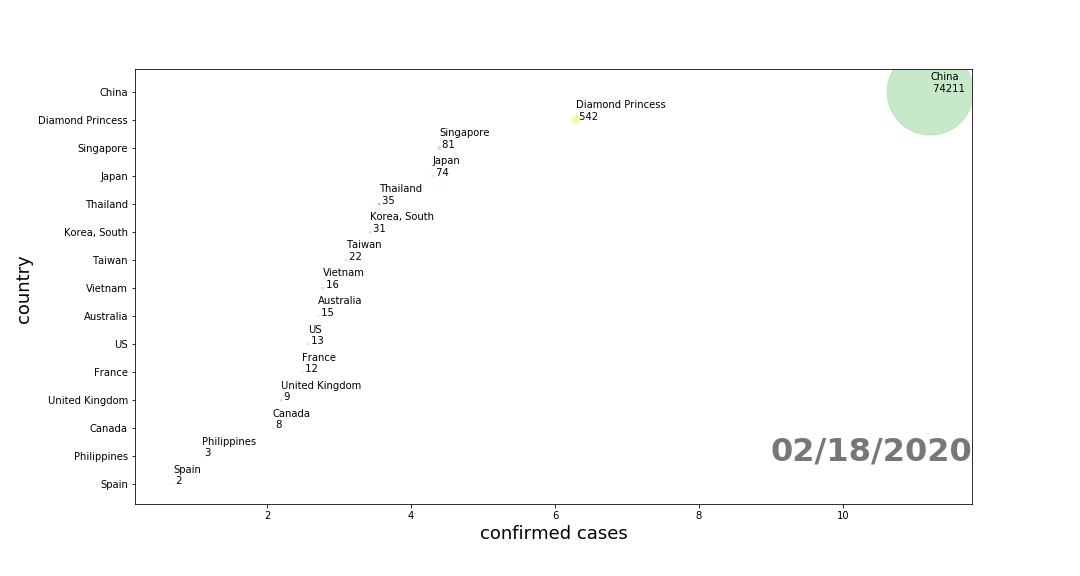 China
74211
China
Diamond Princess
542
Diamond Princess
Singapore
81
Singapore
Japan
74
Japan
Thailand
35
Thailand
Korea, South
31
Korea, South
Taiwan
22
Taiwan
Vietnam
16
Vietnam
Australia
15
Australia
US
13
US
France
12
France
United Kingdom
9
United Kingdom
Canada
8
Canada
Philippines
3
Philippines
Spain
2
Spain
02/18/2020
country
2 4 6 8 10
confirmed cases